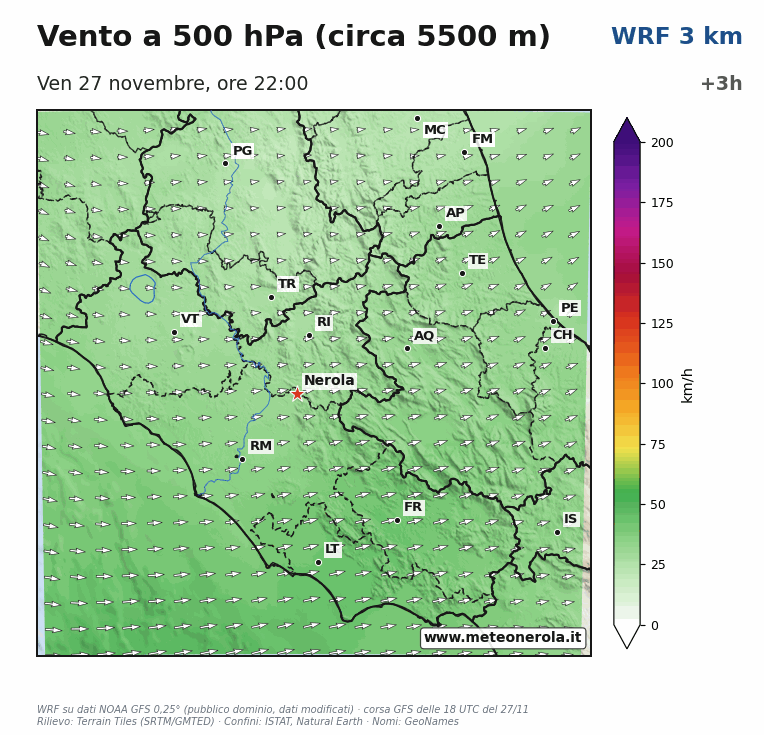 Vento a 500 hPa (circa 5500 m)
WRF 3 km
Ven 27 novembre, ore 22:00
+3h
MC
FM
PG
AP
TE
TR
PE
VT
RI
AQ
CH
Nerola
RM
FR
IS
LT
www.meteonerola.it
200
175
150
125
100
75
50
25
0
km/h
WRF su dati NOAA GFS 0,25° (pubblico dominio, dati modificati) · corsa GFS delle 18 UTC del 27/11
Rilievo: Terrain Tiles (SRTM/GMTED) · Confini: ISTAT, Natural Earth · Nomi: GeoNames